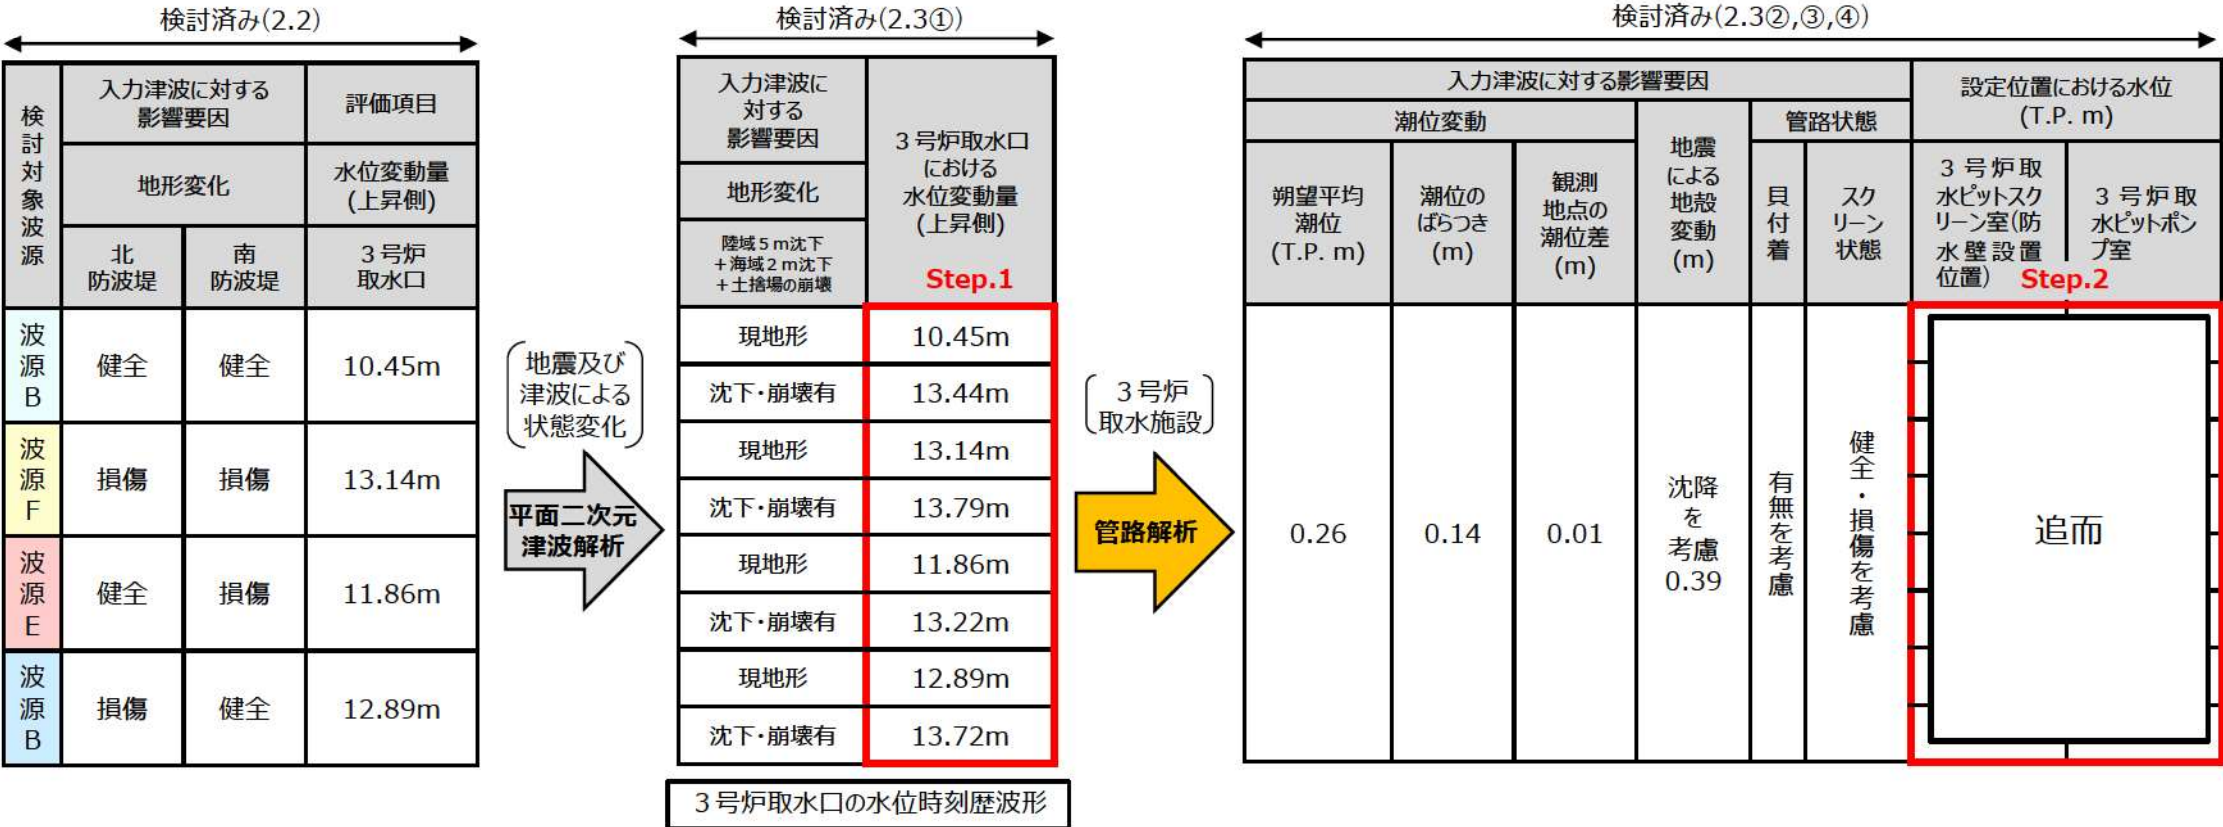 検討済み(2.2)
検討対象波源
入力津波に対する
影響要因
評価項目
地形変化
水位変動量
(上昇側)
北
防波堤
南
防波堤
3号炉
取水口
波源B
健全
健全
10.45m
波源F
損傷
損傷
13.14m
波源E
健全
損傷
11.86m
波源B
損傷
健全
12.89m
地震及び
津波による
状態変化
平面二次元
津波解析
検討済み(2.3①)
入力津波に
対する
影響要因
地形変化
陸域5m沈下
+海域2m沈下
+土捨場の崩壊
3号炉取水口
における
水位変動量
(上昇側)
Step.1
現地形
10.45m
沈下・崩壊有
13.44m
現地形
13.14m
沈下・崩壊有
13.79m
現地形
11.86m
沈下・崩壊有
13.22m
現地形
12.89m
沈下・崩壊有
13.72m
3号炉取水口の水位時刻歴波形
3号炉
取水施設
管路解析
検討済み(2.3②,③,④)
入力津波に対する影響要因
設定位置における水位
(T.P. m)
潮位変動
地震
による
地殻
変動
(m)
管路状態
朔望平均
潮位
(T.P. m)
潮位の
ばらつき
(m)
観測
地点の
潮位差
(m)
貝付着
スク
リーン
状態
3号炉取
水ピットスク
リーン室(防
水壁設置
位置)
3号炉取
水ピットポン
プ室
Step.2
0.26
0.14
0.01
沈降
を
考慮
0.39
有無を考慮
健全・損傷を考慮
追而